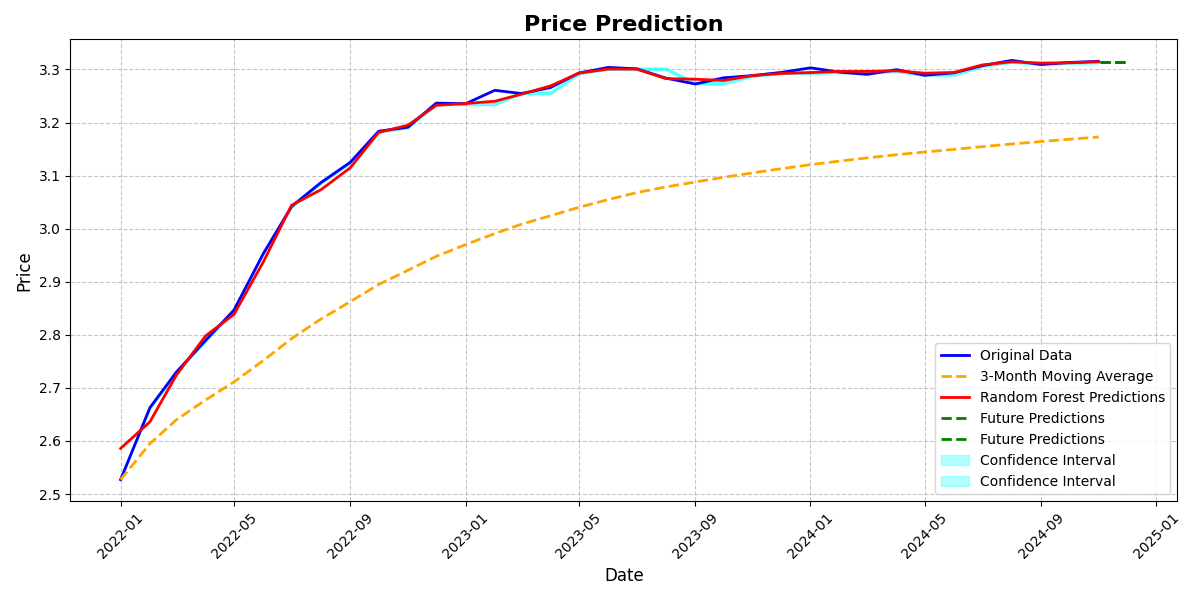 Price Prediction
Price
3.3
3.2
3.1
3.0
2.9
2.8
2.7
2.6
2.5
Original Data
3-Month Moving Average
Random Forest Predictions
Future Predictions
Future Predictions
Confidence Interval
Confidence Interval
2022-01
2022-05
2022-09
2023-01
2023-05
2023-09
2024-01
2024-05
2024-09
2025-01
Date